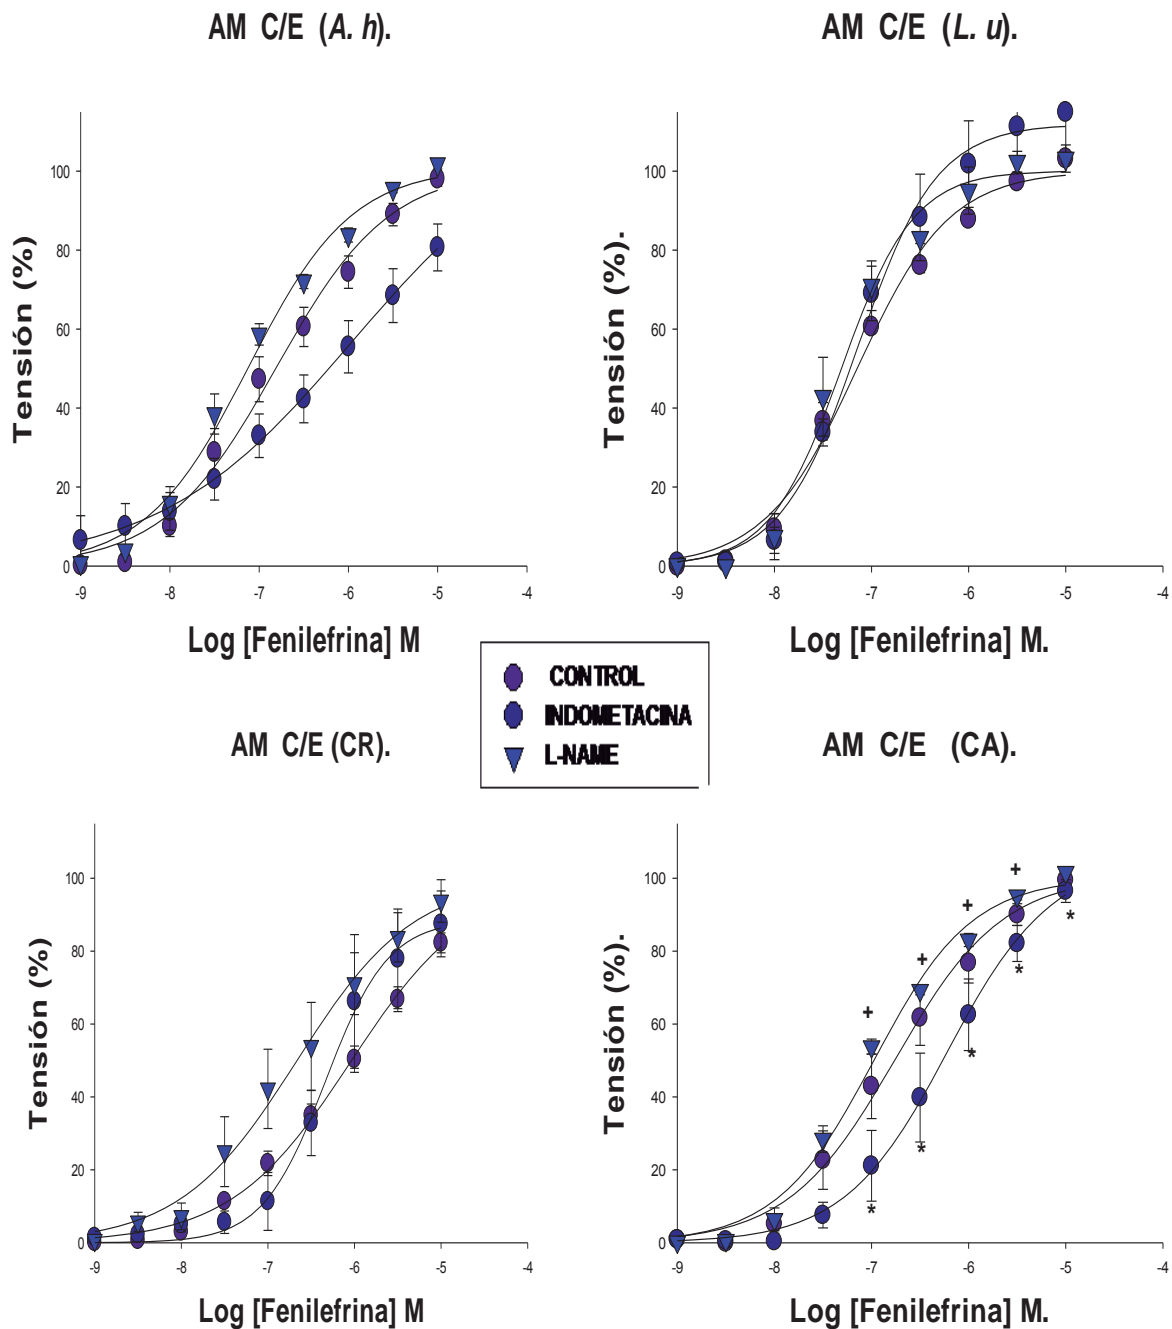 AM C/E (A. h).
AM C/E (L. u).
Tensión (%)
100
80
60
40
20
0
-9 -8 -7 -6 -5 -4
Log [Fenilefrina] M
Tensión (%).
100
80
60
40
20
0
-9 -8 -7 -6 -5 -4
Log [Fenilefrina] M.
CONTROL
INDOMETACINA
L-NAME
AM C/E (CR).
AM C/E (CA).
Tensión (%)
100
80
60
40
20
0
-9 -8 -7 -6 -5 -4
Log [Fenilefrina] M
Tensión (%).
100
80
60
40
20
0
+ + + + +
* * * * *
-9 -8 -7 -6 -5 -4
Log [Fenilefrina] M.